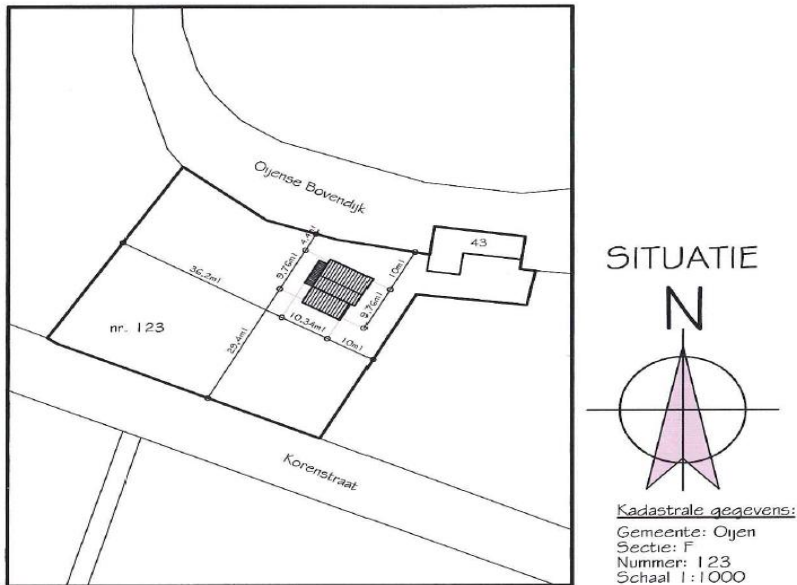 Oijense Bovendijk
43
4.4ml
9.76ml
10ml
36.2ml
9.76ml
nr. 123
10.34ml
10ml
29.4ml
Korenstraat
SITUATIE
N
Kadastrale gegevens:
Gemeente: Oijen
Sectie: F
Nummer: 123
Schaal 1:1000